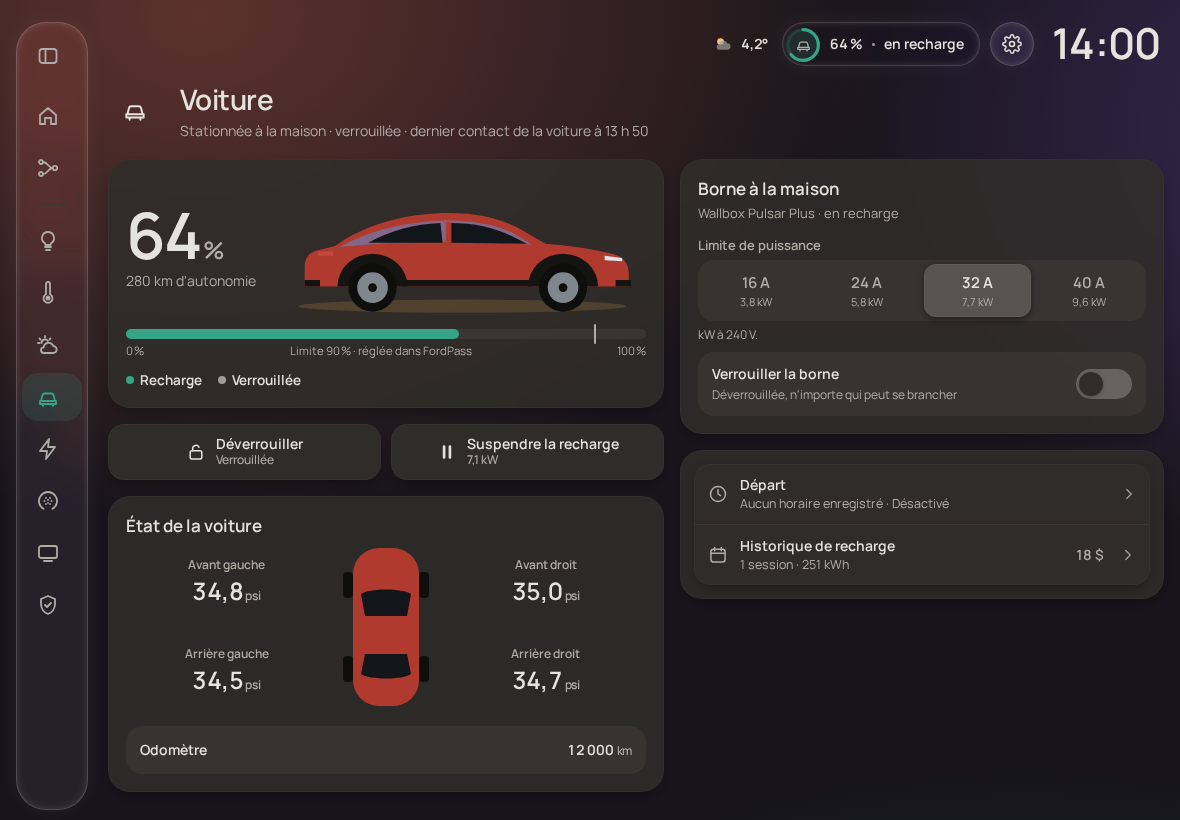 4,2°
64 % · en recharge
14:00
Voiture
Stationnée à la maison · verrouillée · dernier contact de la voiture à 13 h 50
64 %
280 km d'autonomie
0 %
Limite 90 % · réglée dans FordPass
100 %
Recharge
Verrouillée
Déverrouiller
Verrouillée
Suspendre la recharge
7,1 kW
État de la voiture
Avant gauche
34,8 psi
Avant droit
35,0 psi
Arrière gauche
34,5 psi
Arrière droit
34,7 psi
Odomètre
12 000 km
Borne à la maison
Wallbox Pulsar Plus · en recharge
Limite de puissance
16 A
3,8 kW
24 A
5,8 kW
32 A
7,7 kW
40 A
9,6 kW
kW à 240 V.
Verrouiller la borne
Déverrouillée, n'importe qui peut se brancher
Départ
Aucun horaire enregistré · Désactivé
Historique de recharge
1 session · 251 kWh
18 $